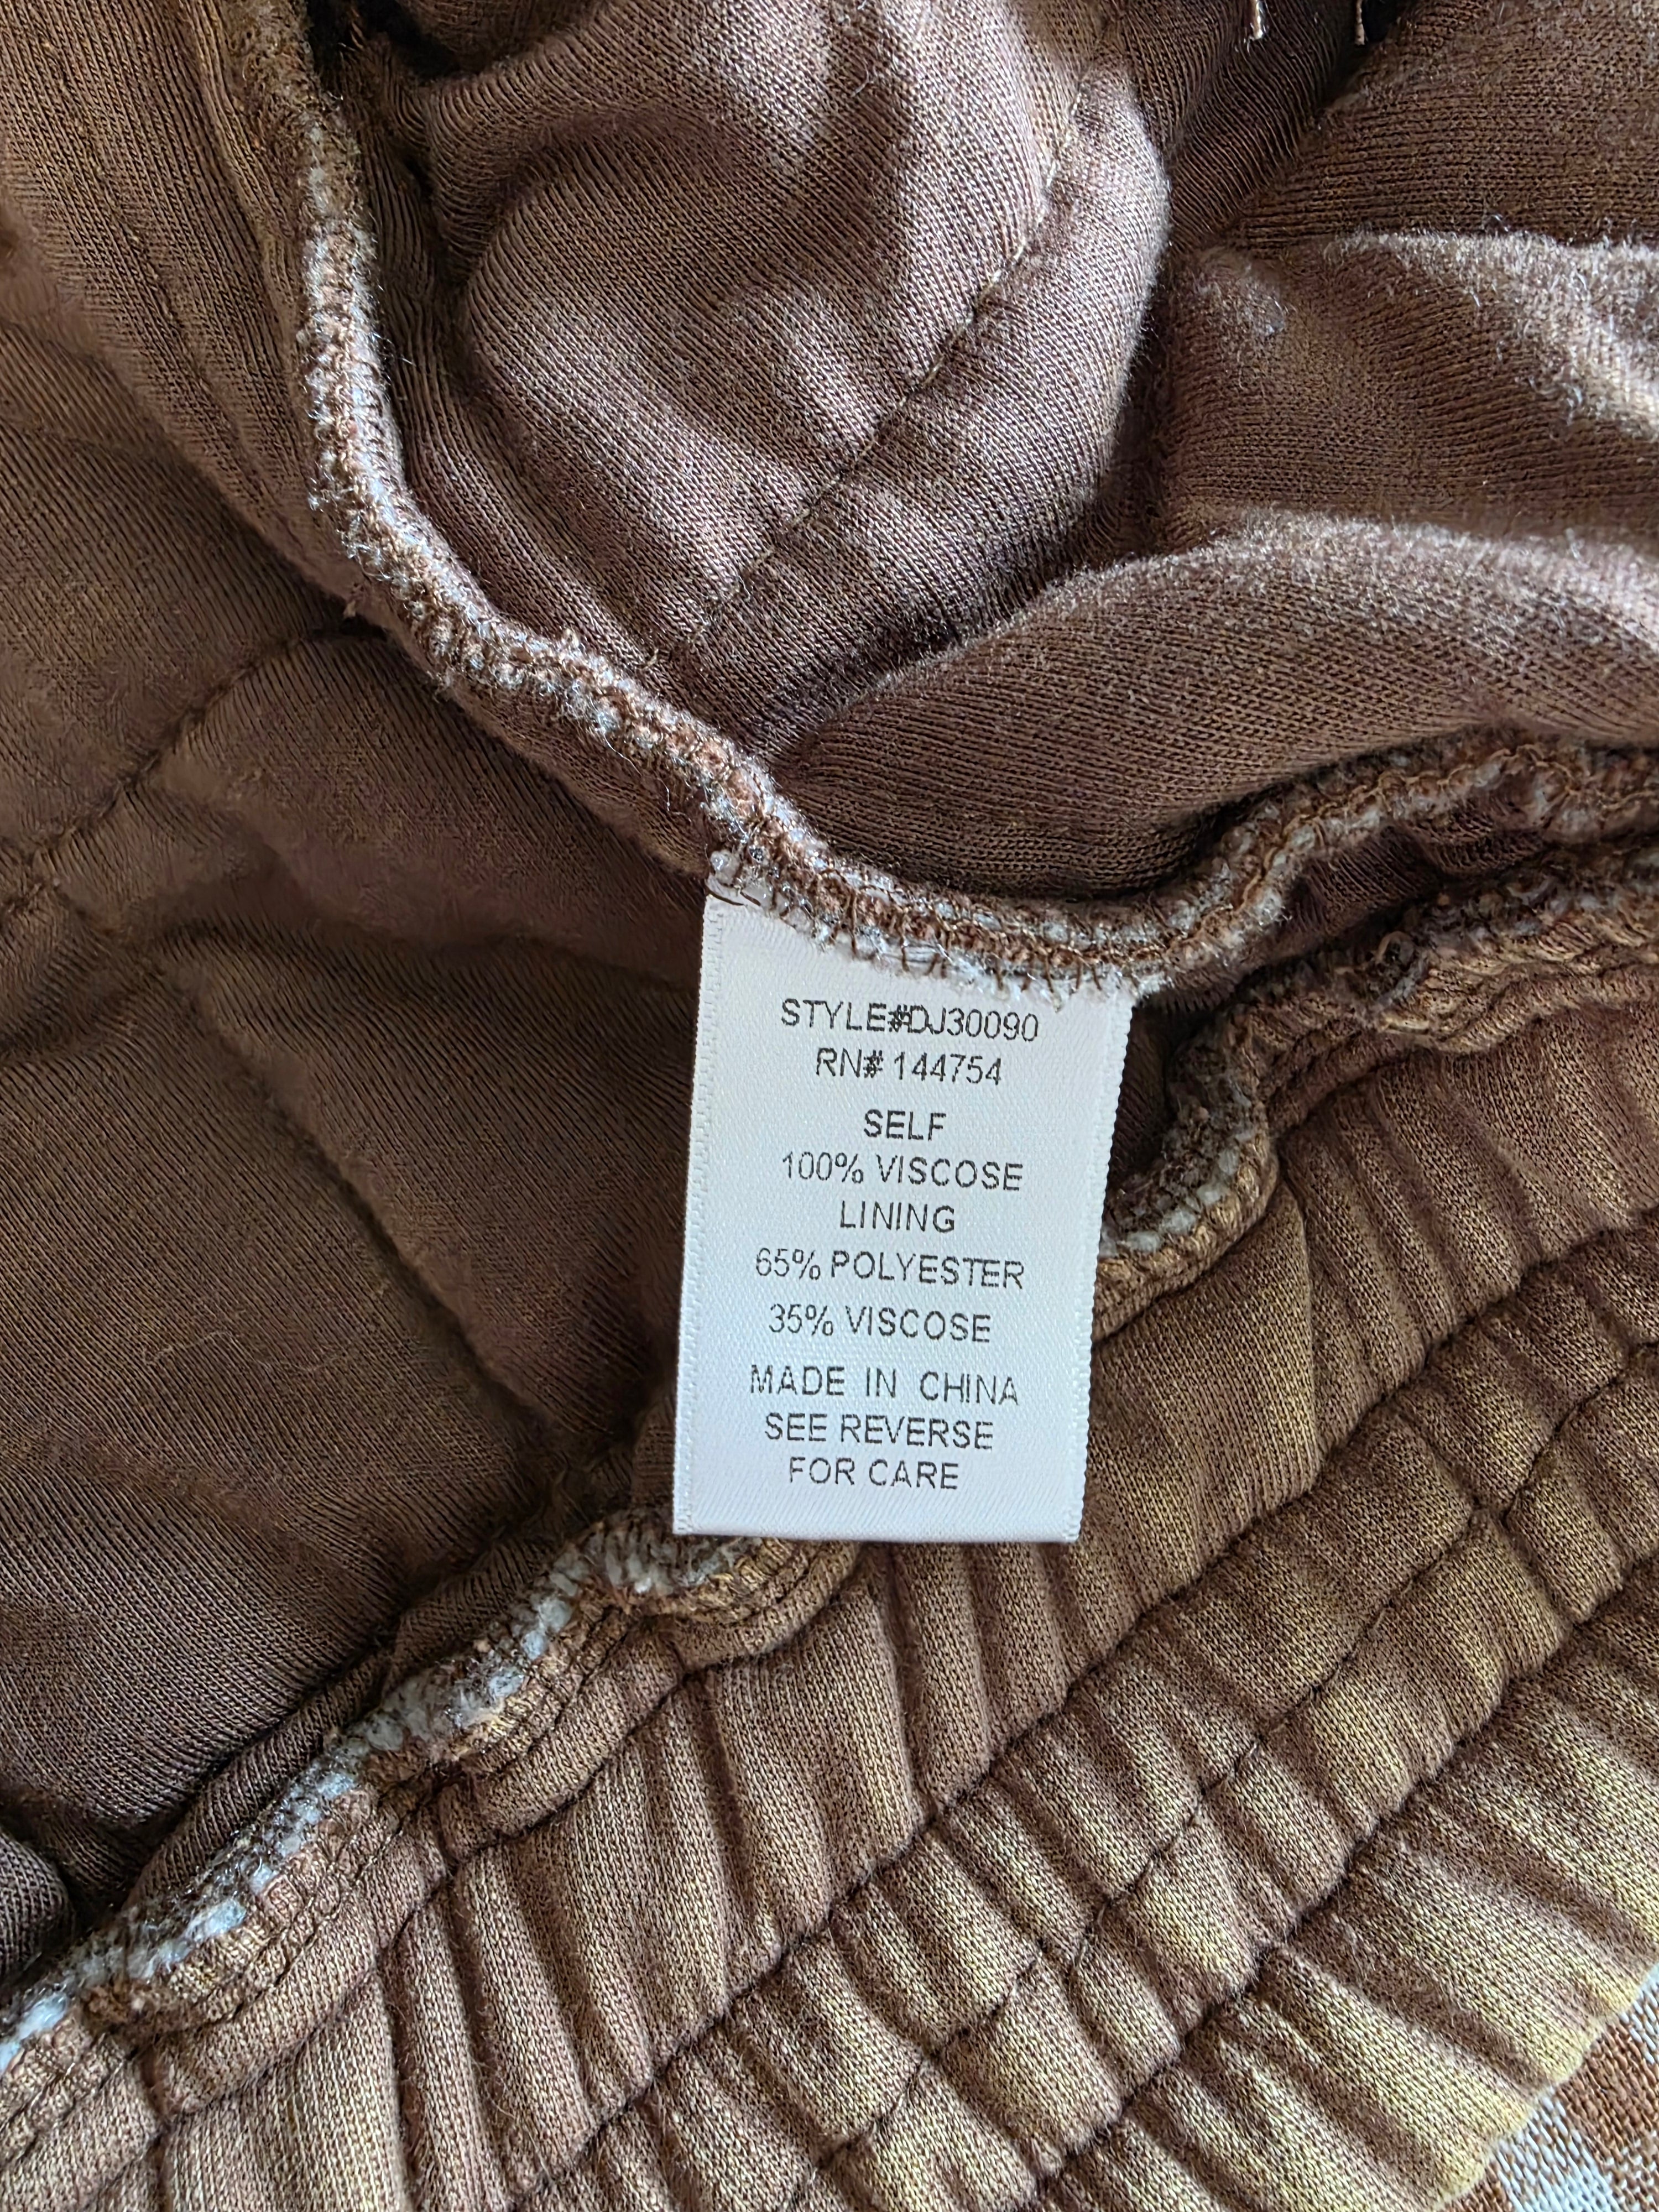 STYLE#DJ30090
RN# 144754
SELF
100% VISCOSE
LINING
65% POLYESTER
35% VISCOSE
MADE IN CHINA
SEE REVERSE
FOR CARE